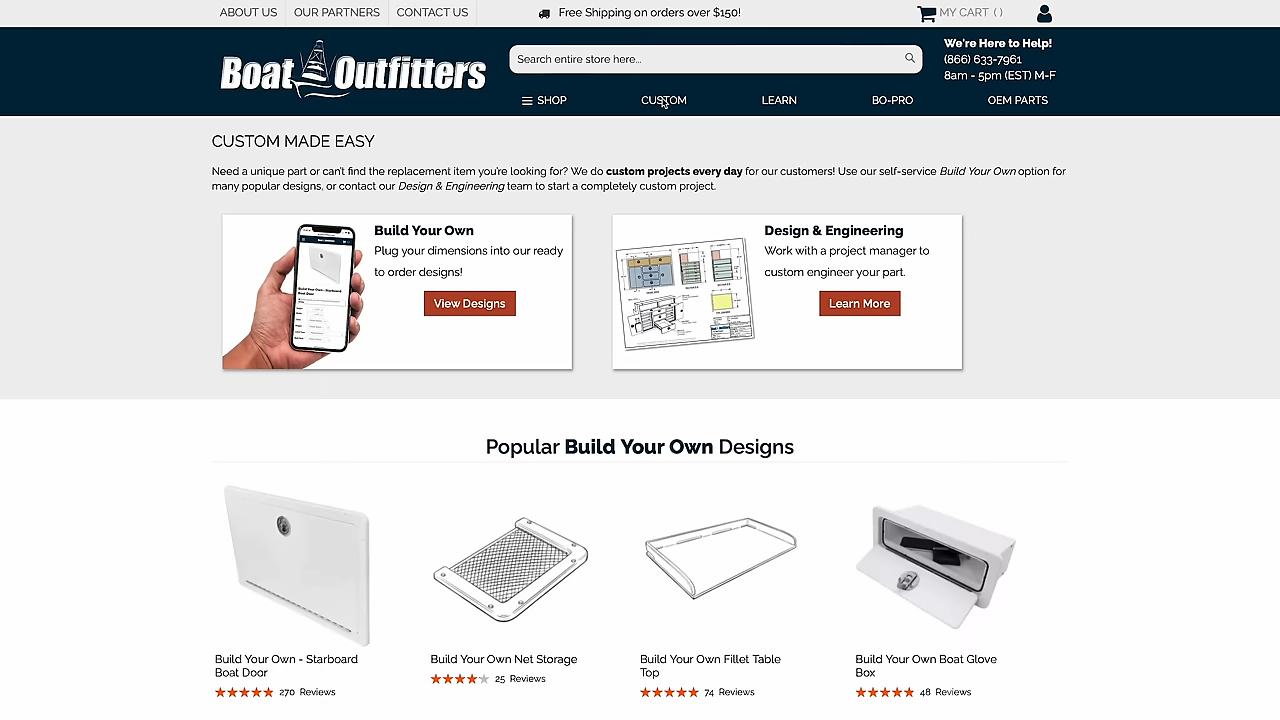 ABOUT US
OUR PARTNERS
CONTACT US
Free Shipping on orders over $150!
MY CART ( )
Boat Outfitters
Search entire store here...
We're Here to Help!
(866) 633-7961
8am - 5pm (EST) M-F
SHOP
CUSTOM
LEARN
BO-PRO
OEM PARTS
CUSTOM MADE EASY
Need a unique part or can't find the replacement item you're looking for? We do custom projects every day for our customers! Use our self-service Build Your Own option for
many popular designs, or contact our Design & Engineering team to start a completely custom project.
Build Your Own
Plug your dimensions into our ready
to order designs!
View Designs
Design & Engineering
Work with a project manager to
custom engineer your part.
Learn More
Popular Build Your Own Designs
Build Your Own - Starboard
Boat Door
270 Reviews
Build Your Own Net Storage
25 Reviews
Build Your Own Fillet Table
Top
74 Reviews
Build Your Own Boat Glove
Box
48 Reviews